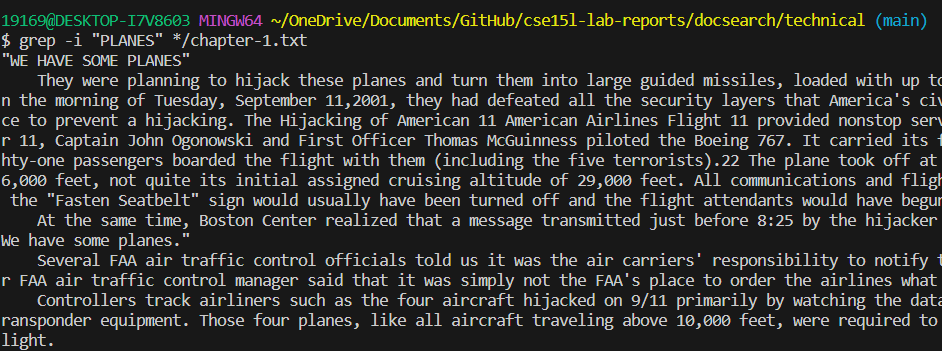 19169@DESKTOP-I7V8603 MINGW64 ~/OneDrive/Documents/GitHub/cse15l-lab-reports/docsearch/technical (main)
$ grep -i "PLANES" */chapter-1.txt
"WE HAVE SOME PLANES"
They were planning to hijack these planes and turn them into large guided missiles, loaded with up to
n the morning of Tuesday, September 11,2001, they had defeated all the security layers that America's civ
ce to prevent a hijacking. The Hijacking of American 11 American Airlines Flight 11 provided nonstop serv
r 11, Captain John Ogonowski and First Officer Thomas McGuinness piloted the Boeing 767. It carried its f
hty-one passengers boarded the flight with them (including the five terrorists).22 The plane took off at
6,000 feet, not quite its initial assigned cruising altitude of 29,000 feet. All communications and fligh
the "Fasten Seatbelt" sign would usually have been turned off and the flight attendants would have begun
At the same time, Boston Center realized that a message transmitted just before 8:25 by the hijacker
We have some planes."
Several FAA air traffic control officials told us it was the air carriers' responsibility to notify t
r FAA air traffic control manager said that it was simply not the FAA's place to order the airlines what
Controllers track airliners such as the four aircraft hijacked on 9/11 primarily by watching the data
ransponder equipment. Those four planes, like all aircraft traveling above 10,000 feet, were required to
light.